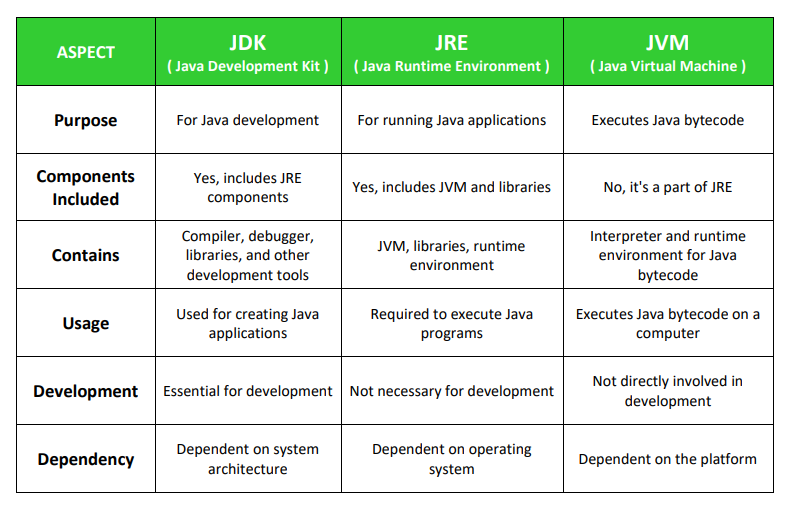 ASPECT
JDK
( Java Development Kit )
JRE
( Java Runtime Environment )
JVM
( Java Virtual Machine )
Purpose
For Java development
For running Java applications
Executes Java bytecode
Components
Included
Yes, includes JRE
components
Yes, includes JVM and libraries
No, it's a part of JRE
Contains
Compiler, debugger,
libraries, and other
development tools
JVM, libraries, runtime
environment
Interpreter and runtime
environment for Java
bytecode
Usage
Used for creating Java
applications
Required to execute Java
programs
Executes Java bytecode on a
computer
Development
Essential for development
Not necessary for development
Not directly involved in
development
Dependency
Dependent on system
architecture
Dependent on operating
system
Dependent on the platform